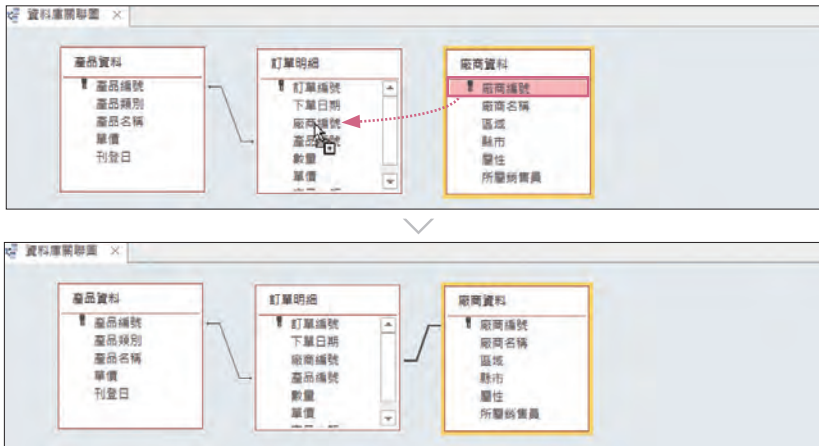 資料庫關聯圖
產品資料
產品編號
產品類別
產品名稱
單價
刊登日
訂單明細
訂單編號
下單日期
廠商編號
產品編號
數量
單價
廠商資料
廠商編號
廠商名稱
區域
縣市
屬性
所屬銷售員
資料庫關聯圖
產品資料
產品編號
產品類別
產品名稱
單價
刊登日
訂單明細
訂單編號
下單日期
廠商編號
產品編號
數量
單價
廠商資料
廠商編號
廠商名稱
區域
縣市
屬性
所屬銷售員